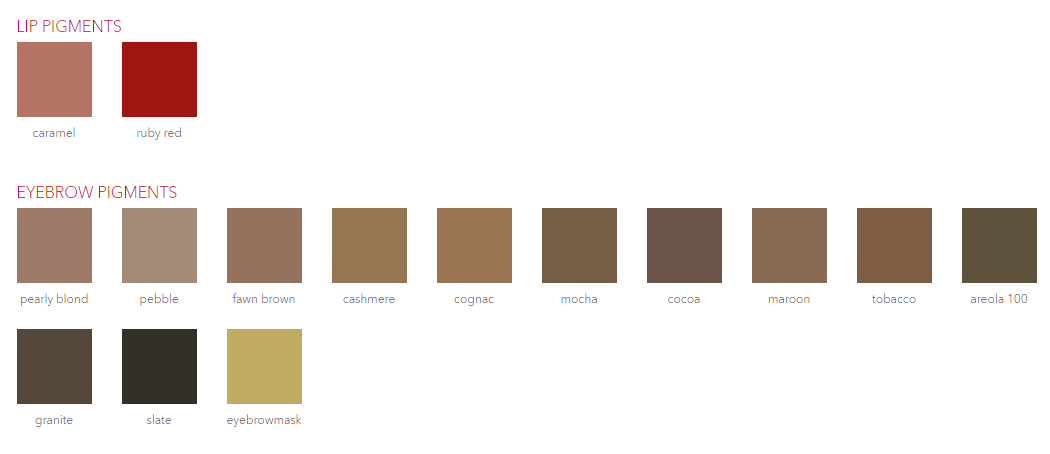 LIP PIGMENTS
caramel ruby red
EYEBROW PIGMENTS
pearly blond pebble fawn brown cashmere cognac mocha cocoa maroon tobacco areola 100
granite slate eyebrowmask